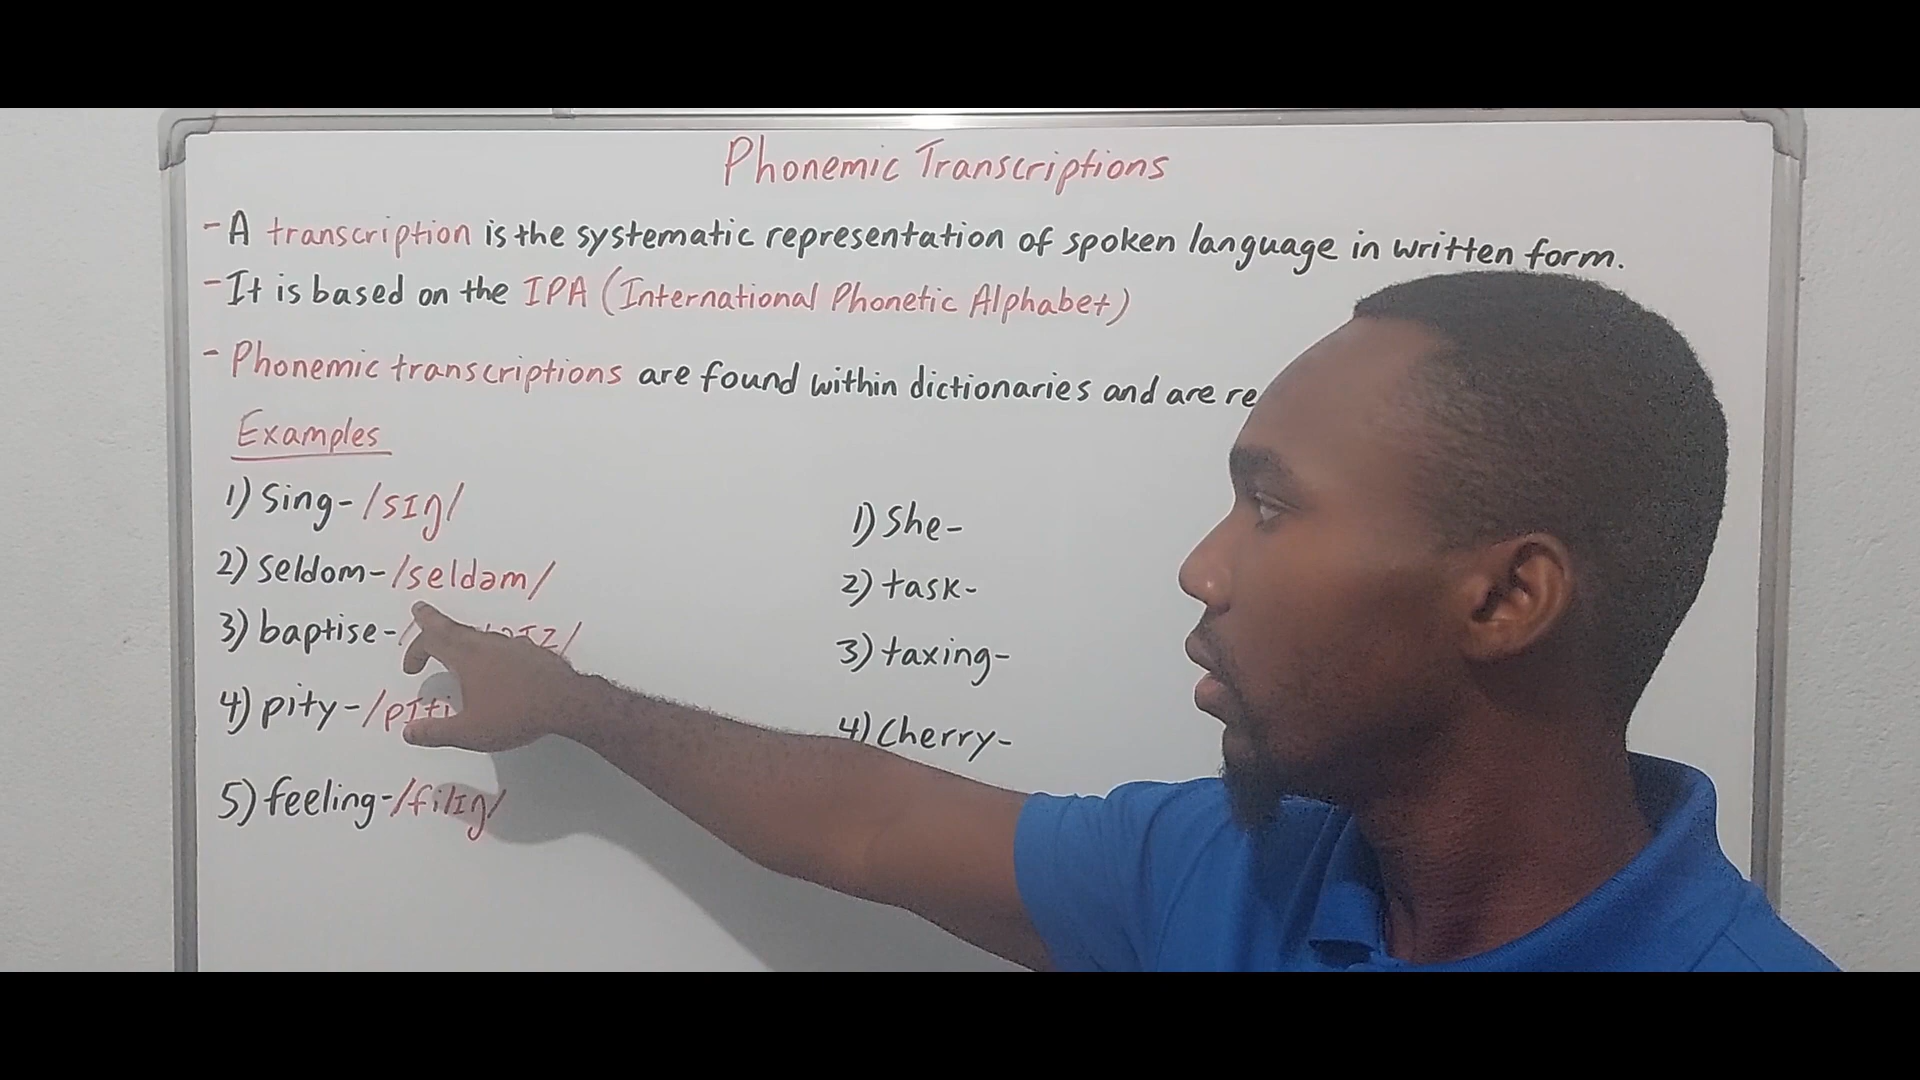 Phonemic Transcriptions
- A transcription is the systematic representation of spoken language in written form.
- It is based on the IPA (International Phonetic Alphabet)
- Phonemic transcriptions are found within dictionaries and are
Examples
1) Sing - /sɪŋ/
2) seldom - /seldəm/
3) baptise - /
4) pity - /pɪti
5) feeling - /filɪŋ/
1) She -
2) task -
3) taxing -
4) Cherry -